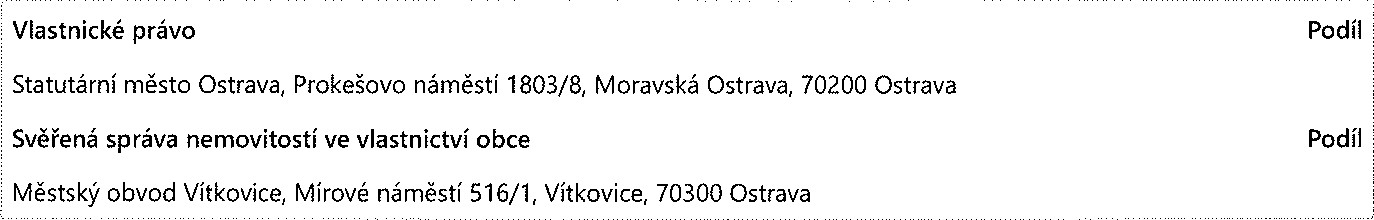 Vlastnické právo Podíl
Statutární město Ostrava, Prokešovo náměstí 1803/8, Moravská Ostrava, 70200 Ostrava
Svěřená správa nemovitostí ve vlastnictví obce Podíl
Městský obvod Vítkovice, Mírové náměstí 516/1, Vítkovice, 70300 Ostrava